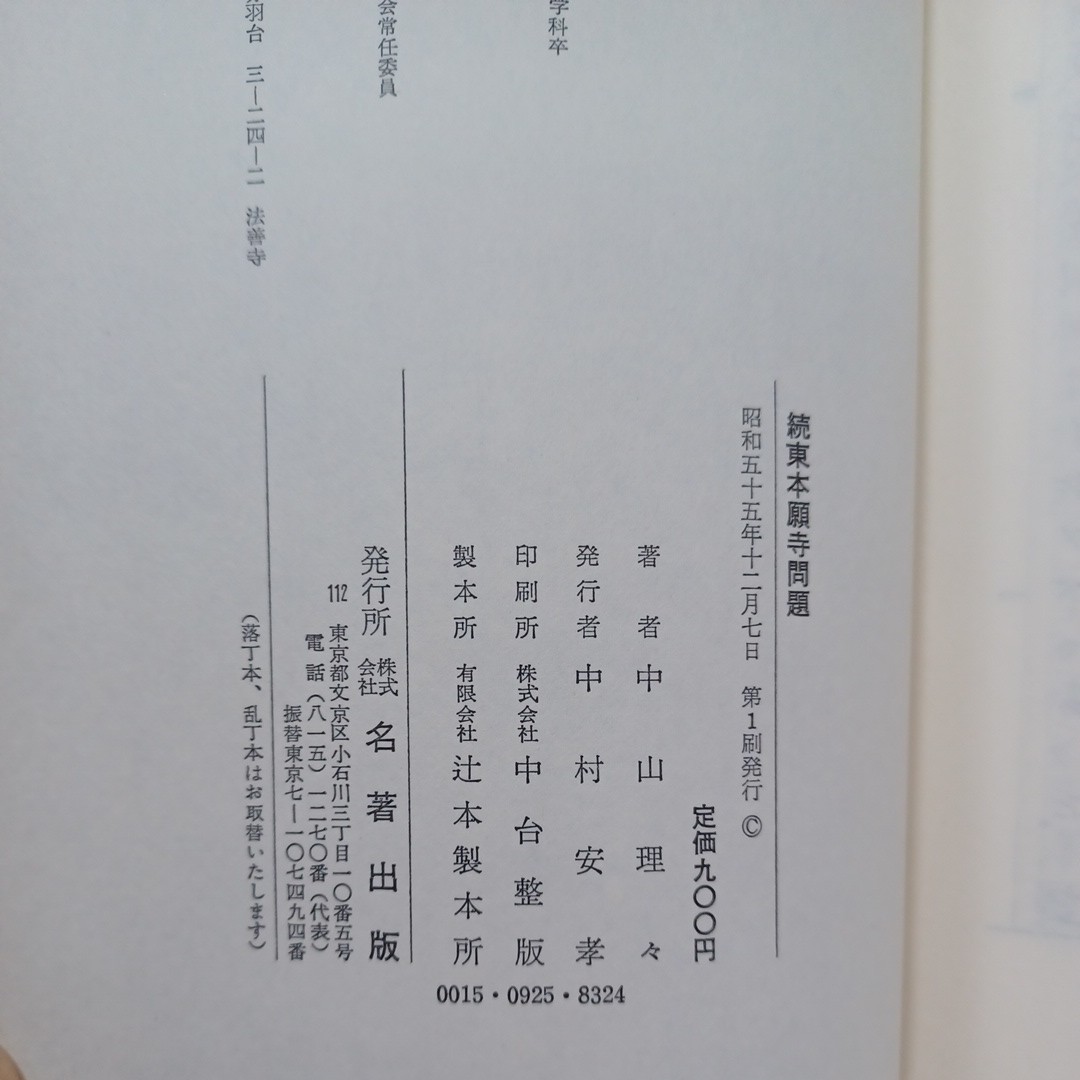 学科卒
会常任委員
羽台 三―二四―二 法善寺
続東本願寺問題
昭和五十五年十二月七日 第1刷発行 ©
定価九〇〇円
著者 中山理々
発行者 中村安孝
印刷所 株式会社 中台整版
製本所 有限会社 辻本製本所
発行所 株式会社 名著出版
112 東京都文京区小石川三丁目一〇番五号
電話(八一五)一二七〇番(代表)
振替東京七―一〇七四九四番
(落丁本、乱丁本はお取替いたします)
0015・0925・8324